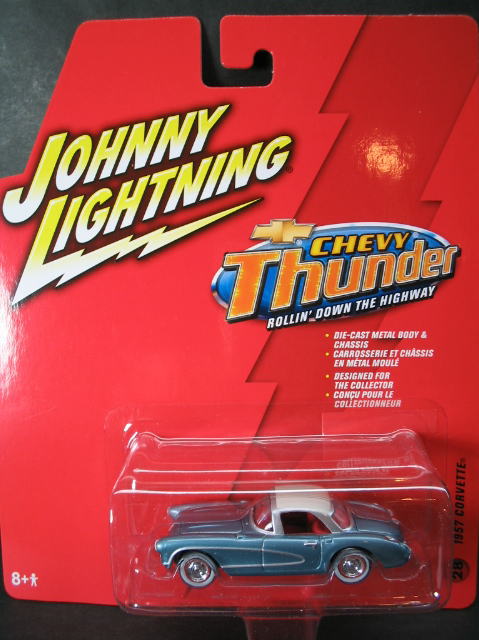 JOHNNY
LIGHTNING
CHEVY
Thunder
ROLLIN' DOWN THE HIGHWAY
• DIE-CAST METAL BODY &
CHASSIS
• CARROSSERIE ET CHÂSSIS
EN MÉTAL MOULÉ
• DESIGNED FOR
THE COLLECTOR
• CONÇU POUR LE
COLLECTIONNEUR
28 1957 CORVETTE®
8+